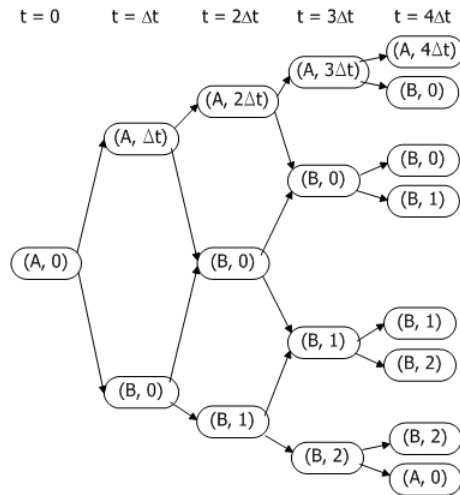 t = 0 t = Δt t = 2Δt t = 3Δt t = 4Δt
(A, 4Δt)
(A, 3Δt)
(B, 0)
(A, 2Δt)
(A, Δt)
(B, 0)
(B, 0)
(B, 1)
(A, 0)
(B, 0)
(B, 1)
(B, 1)
(B, 2)
(B, 0)
(B, 1)
(B, 2)
(B, 2)
(A, 0)